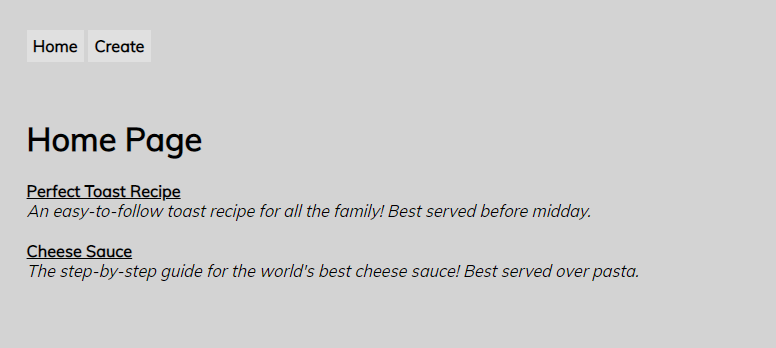 Home Create
Home Page
Perfect Toast Recipe
An easy-to-follow toast recipe for all the family! Best served before midday.
Cheese Sauce
The step-by-step guide for the world's best cheese sauce! Best served over pasta.